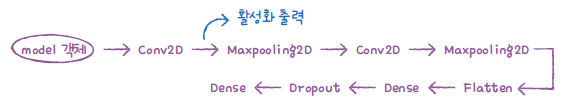 활성화 출력
model 객체 → Conv2D → Maxpooling2D → Conv2D → Maxpooling2D
Dense ← Dropout ← Dense ← Flatten